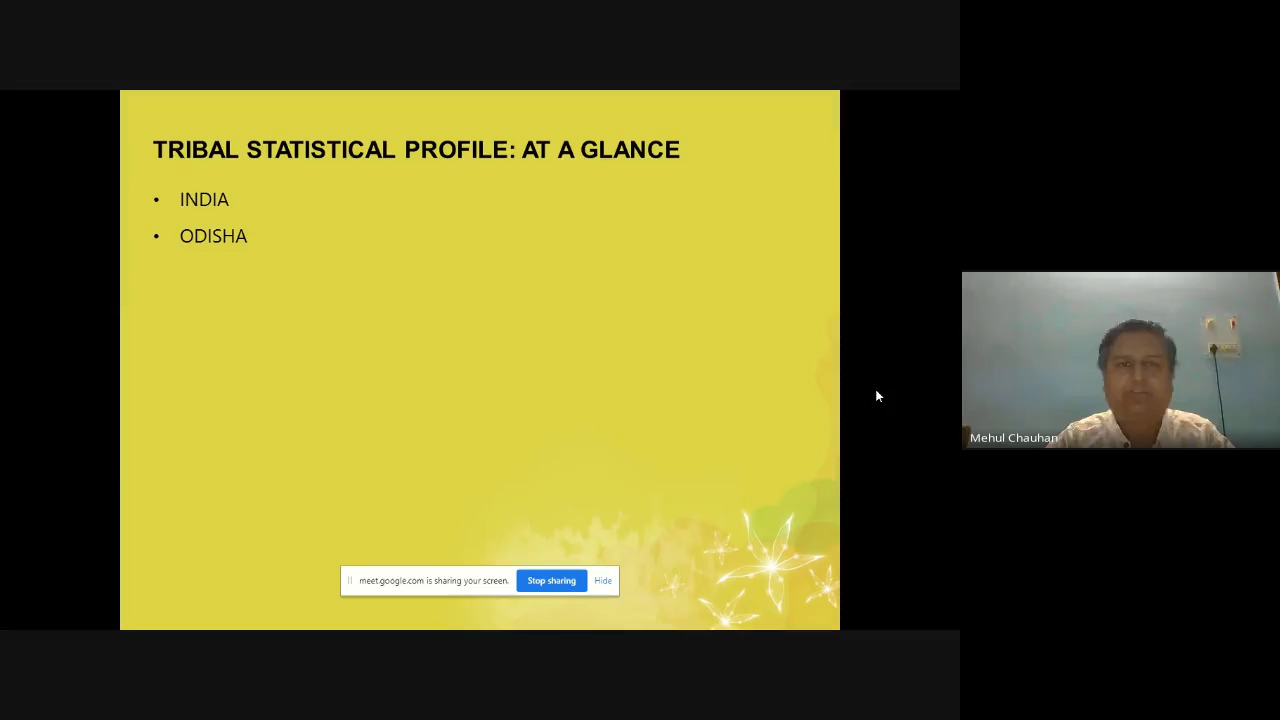 TRIBAL STATISTICAL PROFILE: AT A GLANCE
• INDIA
• ODISHA
meet.google.com is sharing your screen. Stop sharing Hide
Mehul Chauhan